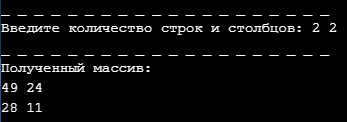 _ _ _ _ _ _ _ _ _ _ _ _ _ _ _ _ _ _ _ _
Введите количество строк и столбцов: 2 2
_ _ _ _ _ _ _ _ _ _ _ _ _ _ _ _ _ _ _ _
Полученный массив:
49 24
28 11